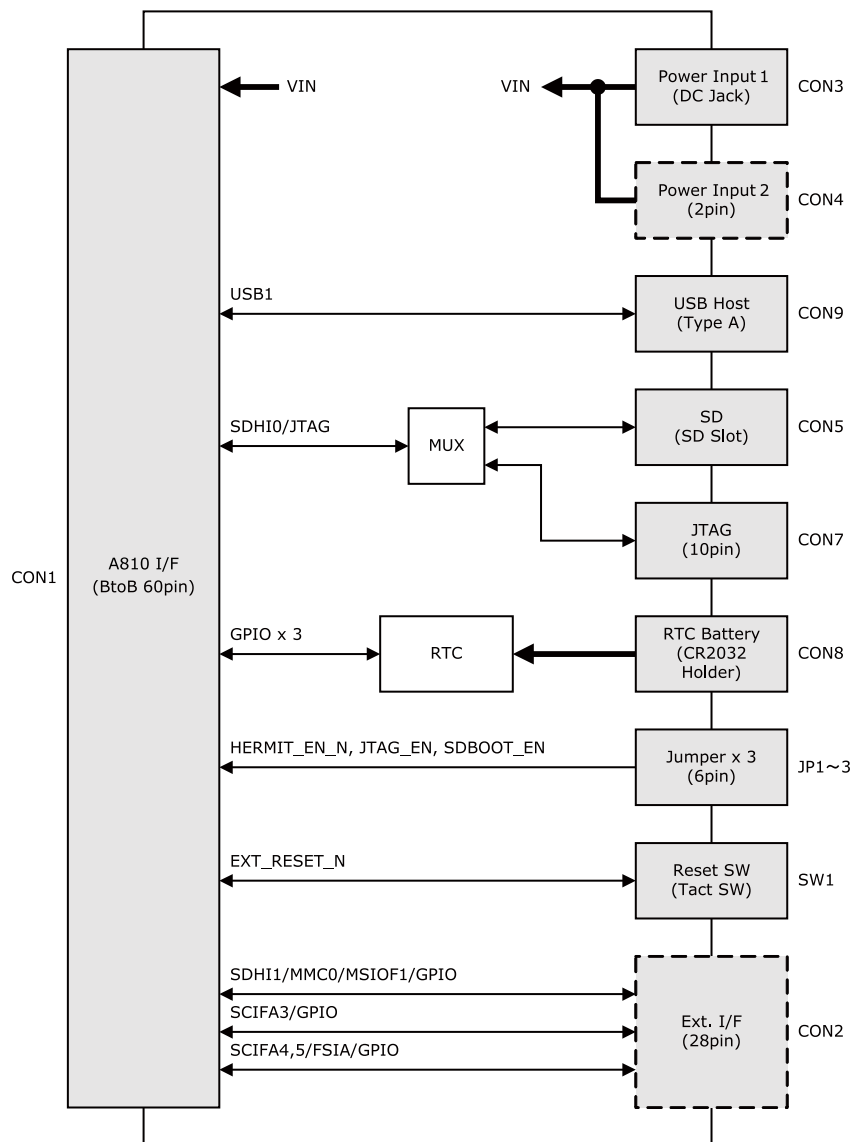 VIN
VIN
Power Input 1
(DC Jack)
CON3
Power Input 2
(2pin)
CON4
USB1
USB Host
(Type A)
CON9
SDHI0/JTAG
MUX
SD
(SD Slot)
CON5
JTAG
(10pin)
CON7
CON1
A810 I/F
(BtoB 60pin)
GPIO x 3
RTC
RTC Battery
(CR2032
Holder)
CON8
HERMIT_EN_N, JTAG_EN, SDBOOT_EN
Jumper x 3
(6pin)
JP1～3
EXT_RESET_N
Reset SW
(Tact SW)
SW1
SDHI1/MMC0/MSIOF1/GPIO
SCIFA3/GPIO
SCIFA4,5/FSIA/GPIO
Ext. I/F
(28pin)
CON2